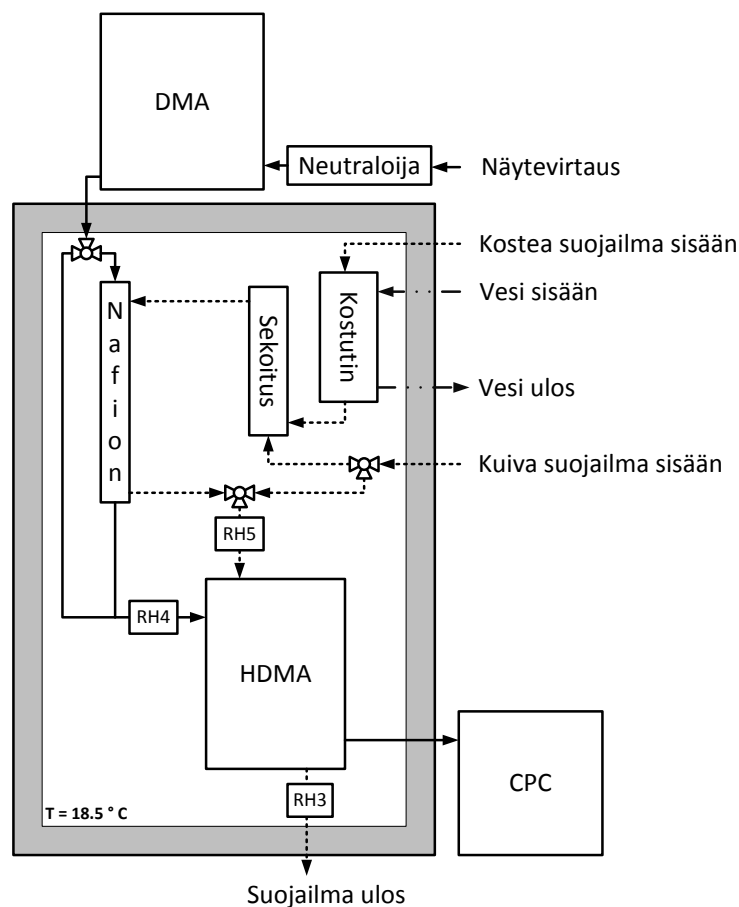 DMA
Neutraloija
Näytevirtaus
Kostea suojailma sisään
Vesi sisään
Kostutin
Sekoitus
Nafion
Vesi ulos
Kuiva suojailma sisään
RH5
RH4
HDMA
CPC
RH3
T = 18.5 ° C
Suojailma ulos